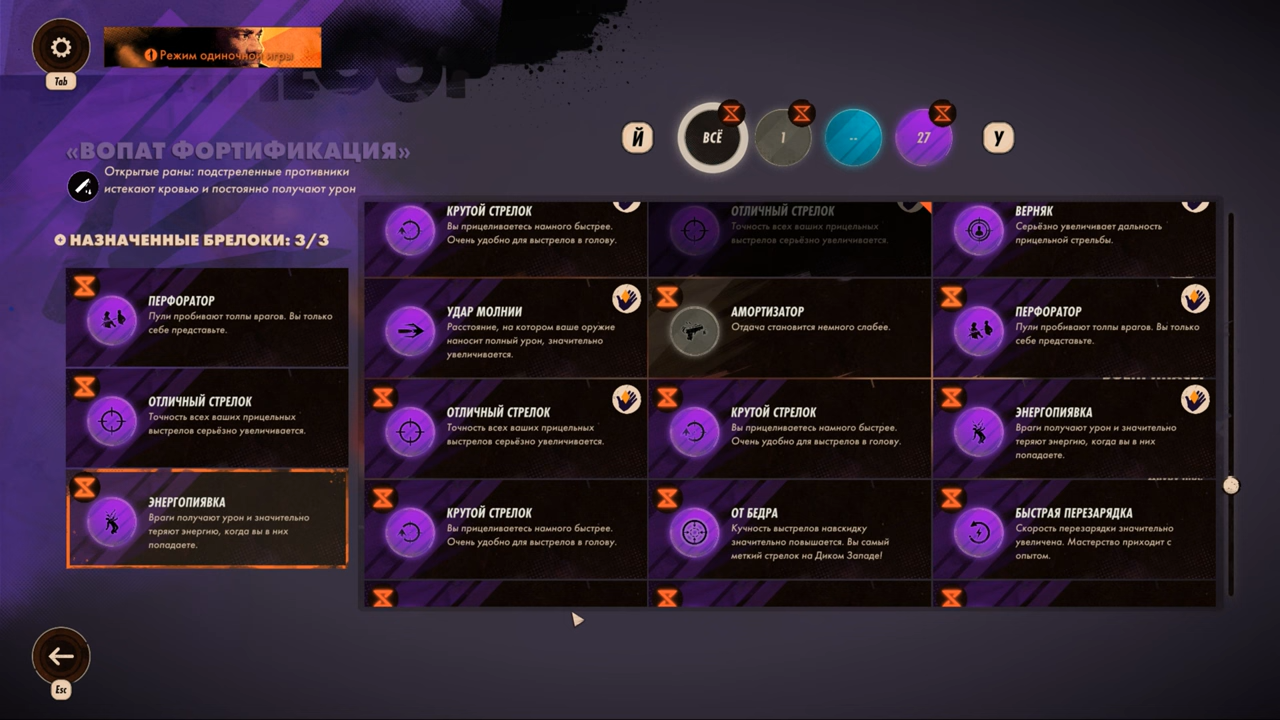 Tab
1 Режим одиночной игры
Й
ВСЁ
1
--
27
У
«ВОПАТ ФОРТИФИКАЦИЯ»
Открытые раны: подстреленные противники
истекают кровью и постоянно получают урон
НАЗНАЧЕННЫЕ БРЕЛОКИ: 3/3
ПЕРФОРАТОР
Пули пробивают толпы врагов. Вы только
себе представьте.
ОТЛИЧНЫЙ СТРЕЛОК
Точность всех ваших прицельных
выстрелов серьёзно увеличивается.
ЭНЕРГОПИЯВКА
Враги получают урон и значительно
теряют энергию, когда вы в них
попадаете.
КРУТОЙ СТРЕЛОК
Вы прицеливаетесь намного быстрее.
Очень удобно для выстрелов в голову.
ОТЛИЧНЫЙ СТРЕЛОК
Точность всех ваших прицельных
выстрелов серьёзно увеличивается.
ВЕРНЯК
Серьёзно увеличивает дальность
прицельной стрельбы.
УДАР МОЛНИИ
Расстояние, на котором ваше оружие
наносит полный урон, значительно
увеличивается.
АМОРТИЗАТОР
Отдача становится немного слабее.
ПЕРФОРАТОР
Пули пробивают толпы врагов. Вы только
себе представьте.
ОТЛИЧНЫЙ СТРЕЛОК
Точность всех ваших прицельных
выстрелов серьёзно увеличивается.
КРУТОЙ СТРЕЛОК
Вы прицеливаетесь намного быстрее.
Очень удобно для выстрелов в голову.
ЭНЕРГОПИЯВКА
Враги получают урон и значительно
теряют энергию, когда вы в них
попадаете.
КРУТОЙ СТРЕЛОК
Вы прицеливаетесь намного быстрее.
Очень удобно для выстрелов в голову.
ОТ БЕДРА
Кучность выстрелов навскидку
значительно повышается. Вы самый
меткий стрелок на Диком Западе!
БЫСТРАЯ ПЕРЕЗАРЯДКА
Скорость перезарядки значительно
увеличена. Мастерство приходит с
опытом.
Esc